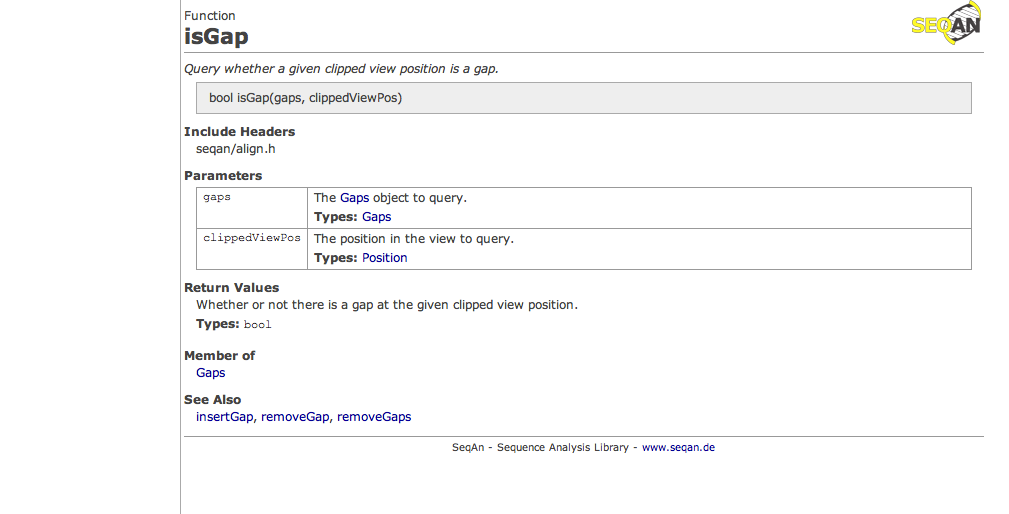 Function
SEQAN
isGap
Query whether a given clipped view position is a gap.
bool isGap(gaps, clippedViewPos)
Include Headers
seqan/align.h
Parameters
gaps The Gaps object to query.
Types: Gaps
clippedViewPos The position in the view to query.
Types: Position
Return Values
Whether or not there is a gap at the given clipped view position.
Types: bool
Member of
Gaps
See Also
insertGap, removeGap, removeGaps
SeqAn - Sequence Analysis Library - www.seqan.de